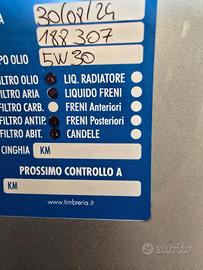 A 30/08/24
188307
PO OLIO 5W30
FILTRO OLIO LIQ. RADIATORE
FILTRO ARIA LIQUIDO FRENI
FILTRO CARB. FRENI Anteriori
FILTRO ANTIP. FRENI Posteriori
FILTRO ABIT. CANDELE
CINGHIA KM
PROSSIMO CONTROLLO A
KM
www.timbreria.it
subito